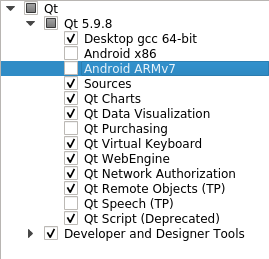 Qt
Qt 5.9.8
Desktop gcc 64-bit
Android x86
Android ARMv7
Sources
Qt Charts
Qt Data Visualization
Qt Purchasing
Qt Virtual Keyboard
Qt WebEngine
Qt Network Authorization
Qt Remote Objects (TP)
Qt Speech (TP)
Qt Script (Deprecated)
Developer and Designer Tools